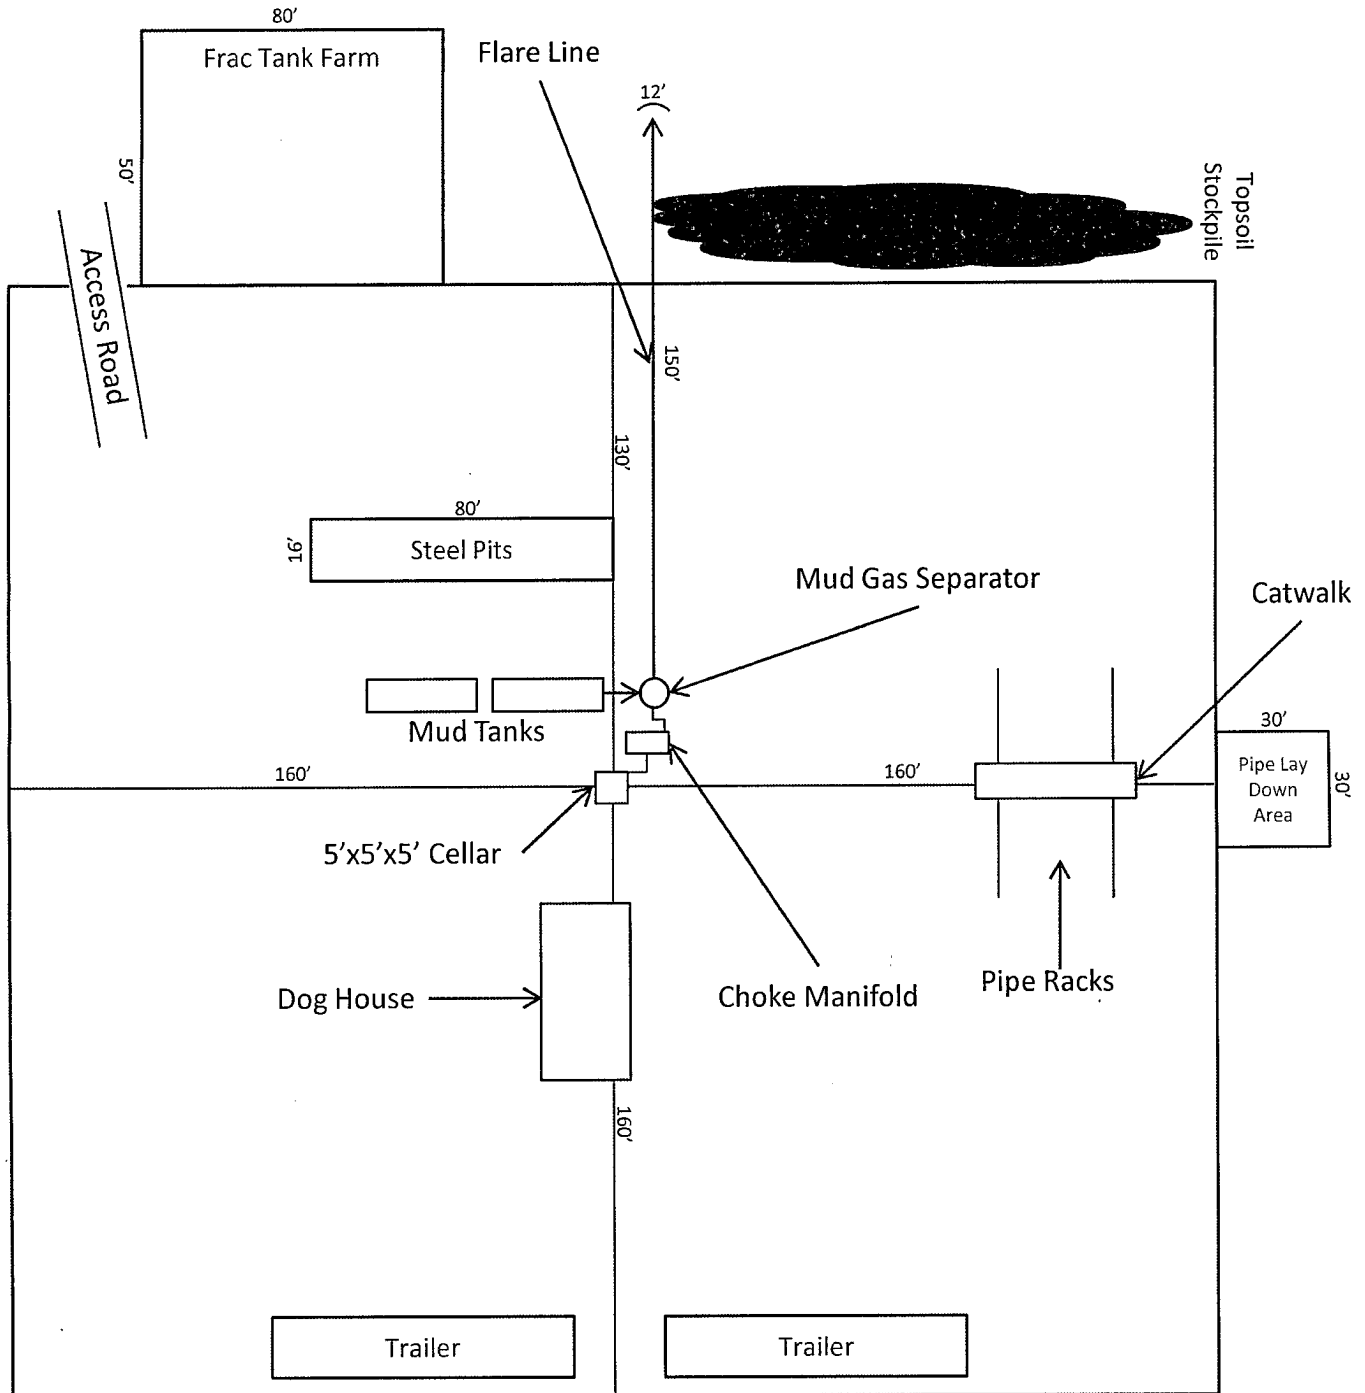 80’
Frac Tank Farm
Flare Line
12’
50’
Topsoil
Stockpile
Access Road
150’
130’
80’
16’
Steel Pits
Mud Gas Separator
Catwalk
Mud Tanks
30’
160’
160’
Pipe Lay
Down
Area
30’
5’x5’x5’ Cellar
Dog House
Choke Manifold
Pipe Racks
160’
Trailer
Trailer